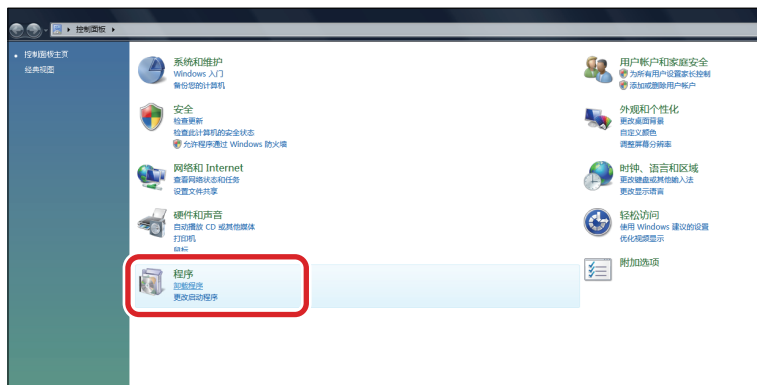 控制面板
控制面板主页
经典视图
系统和维护
Windows 入门
备份您的计算机
安全
检查更新
检查此计算机的安全状态
允许程序通过 Windows 防火墙
网络和 Internet
查看网络状态和任务
设置文件共享
硬件和声音
自动播放 CD 或其他媒体
打印机
鼠标
程序
卸载程序
更改启动程序
用户帐户和家庭安全
为所有用户设置家长控制
添加或删除用户帐户
外观和个性化
更改桌面背景
自定义颜色
调整屏幕分辨率
时钟、语言和区域
更改键盘或其他输入法
更改显示语言
轻松访问
使用 Windows 建议的设置
优化视频显示
附加选项